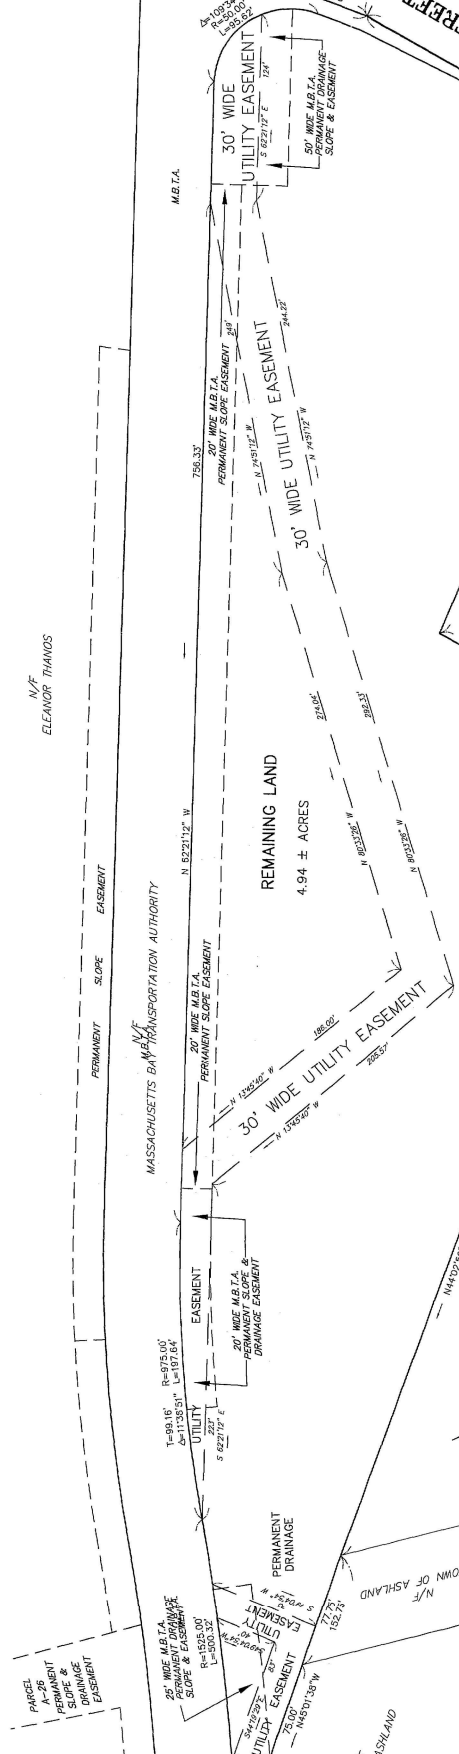 Δ=109°34'
R=50.00'
L=95.62'
30' WIDE
UTILITY EASEMENT
124'
S 62°21'12" E
50' WIDE M.B.T.A.
PERMANENT DRAINAGE
SLOPE & EASEMENT
M.B.T.A.
249'
244.22'
N 74°51'12" W
N 74°51'12" W
30' WIDE UTILITY EASEMENT
20' WIDE M.B.T.A.
PERMANENT SLOPE EASEMENT
756.33'
N/F
ELEANOR THANOS
274.04'
292.33'
N 80°33'26" W
N 80°33'26" W
REMAINING LAND
4.94 ± ACRES
N 62°21'12" W
PERMANENT SLOPE EASEMENT
N/F
M.B.T.A.
MASSACHUSETTS BAY TRANSPORTATION AUTHORITY
20' WIDE M.B.T.A.
PERMANENT SLOPE EASEMENT
186.00'
N 13°45'40" W
30' WIDE UTILITY EASEMENT
205.57'
N 13°45'40" W
EASEMENT
20' WIDE M.B.T.A.
PERMANENT SLOPE &
DRAINAGE EASEMENT
R=975.00'
L=197.64'
T=99.16'
Δ=11°36'51"
UTILITY
223'
S 62°21'12" E
PERMANENT
DRAINAGE
UTILITY
EASEMENT
40'
83'
N/F
OWN OF ASHLAND
77.75'
152.75'
25' WIDE M.B.T.A.
PERMANENT DRAINAGE
SLOPE & EASEMENT
R=1525.00'
L=500.32'
PARCEL
A-26
PERMANENT
SLOPE &
DRAINAGE
EASEMENT
UTILITY EASEMENT
75.00'
N45°01'38"W
ASHLAND